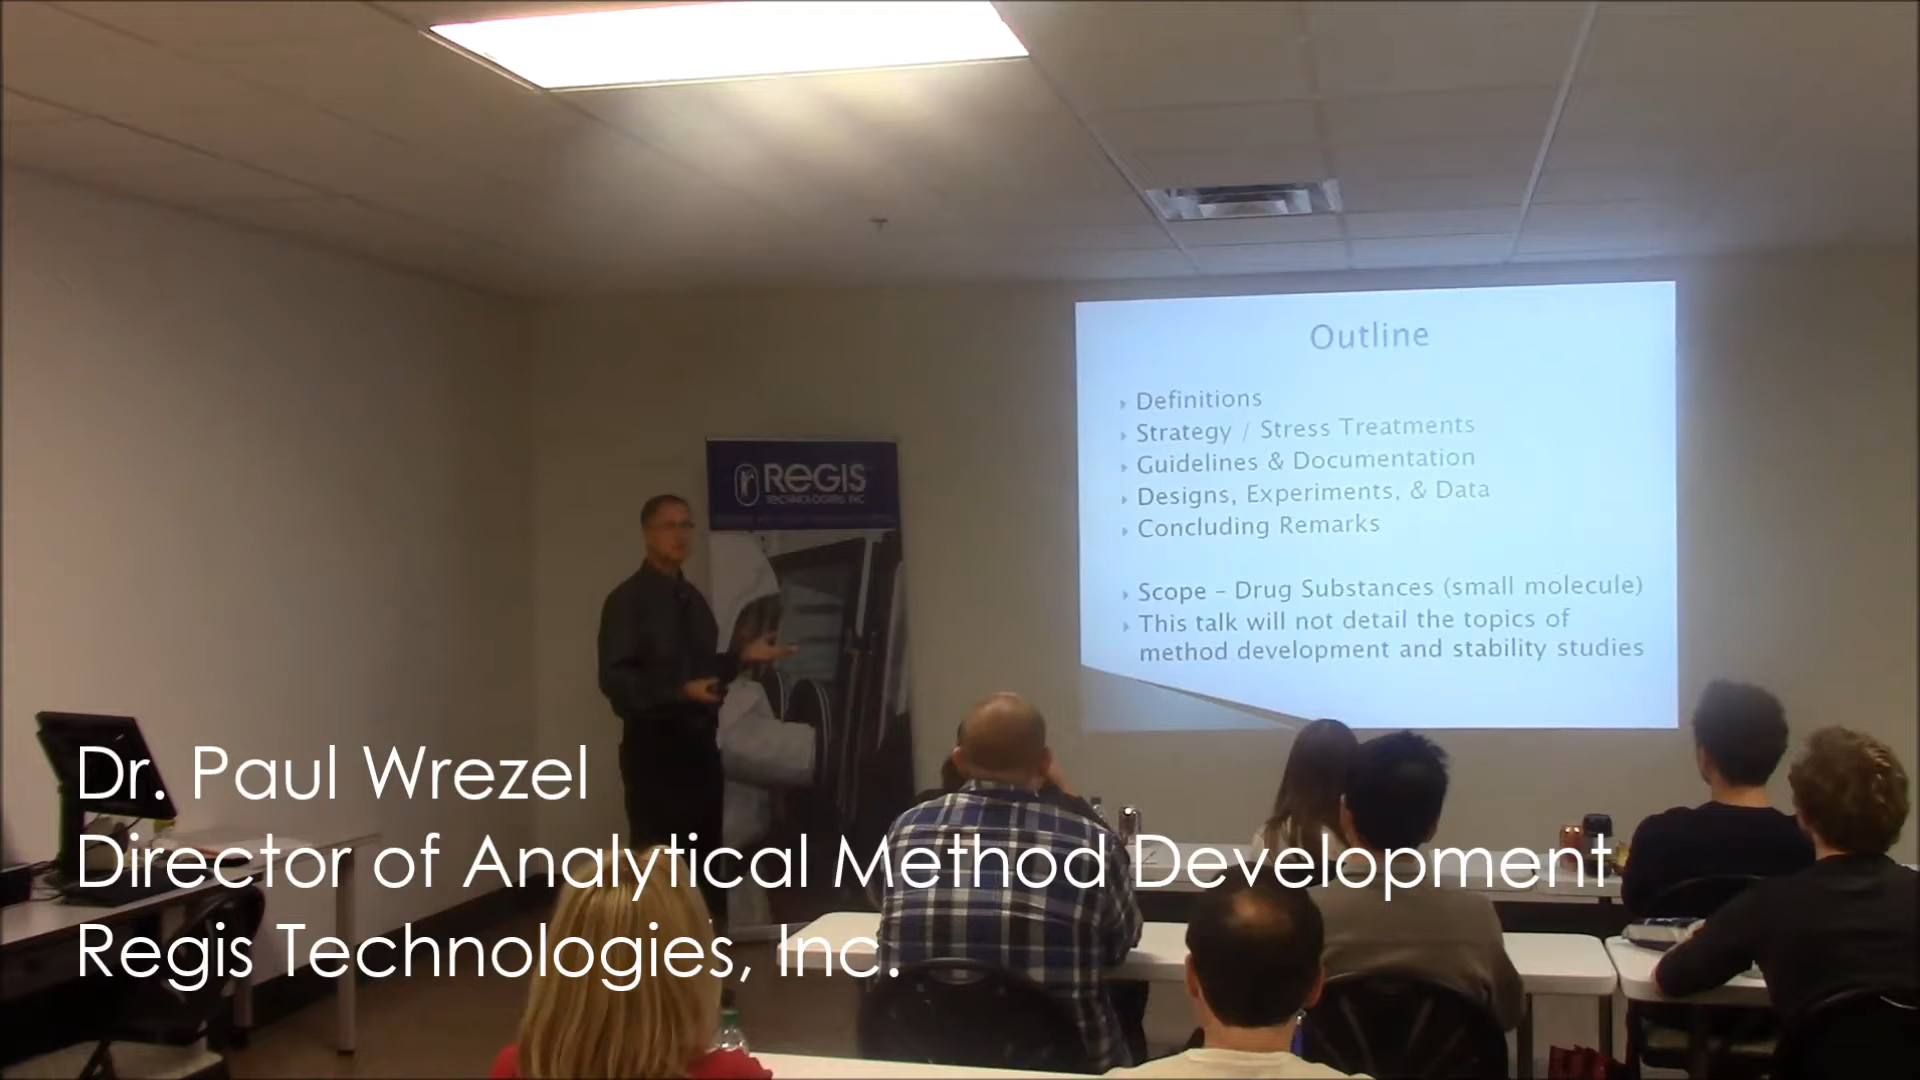 Outline
Definitions
Strategy / Stress Treatments
Guidelines & Documentation
Designs, Experiments, & Data
Concluding Remarks
Scope – Drug Substances (small molecule)
This talk will not detail the topics of
method development and stability studies
REGIS
TECHNOLOGIES, INC
Dr. Paul Wrezel
Director of Analytical Method Development
Regis Technologies, Inc.